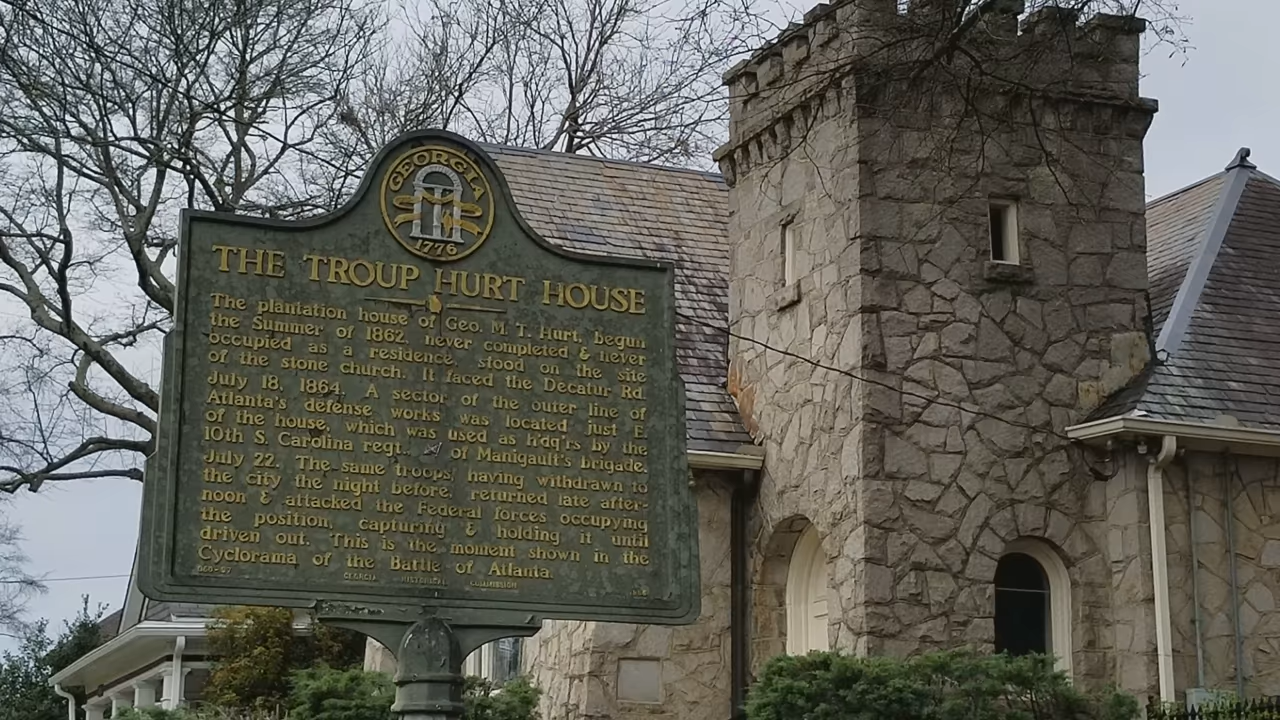 GEORGIA
1776
THE TROUP HURT HOUSE
The plantation house of Geo. M. T. Hurt, begun
the Summer of 1862, never completed & never
occupied as a residence, stood on the site
of the stone church. It faced the Decatur Rd.
July 18, 1864. A sector of the outer line of
Atlanta's defense works was located just E.
of the house, which was used as h'dq'rs by the
10th S. Carolina regt. of Manigault's brigade.
July 22. The same troops, having withdrawn to
the city the night before, returned late after-
noon & attacked the Federal forces occupying
the position, capturing & holding it until
driven out. This is the moment shown in the
Cyclorama of the Battle of Atlanta.
GEORGIA HISTORICAL COMMISSION